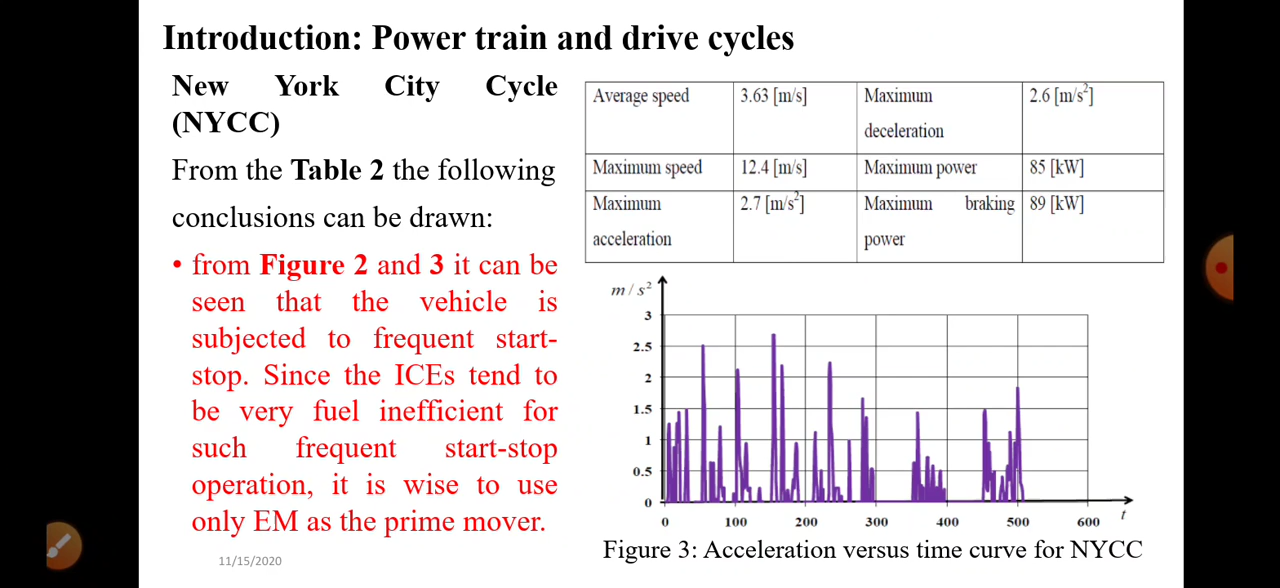 Introduction: Power train and drive cycles
New York City Cycle
(NYCC)
From the Table 2 the following
conclusions can be drawn:
• from Figure 2 and 3 it can be
seen that the vehicle is
subjected to frequent start-
stop. Since the ICEs tend to
be very fuel inefficient for
such frequent start-stop
operation, it is wise to use
only EM as the prime mover.
11/15/2020
Average speed 3.63 [m/s] Maximum deceleration 2.6 [m/s²]
Maximum speed 12.4 [m/s] Maximum power 85 [kW]
Maximum acceleration 2.7 [m/s²] Maximum braking power 89 [kW]
m / s²
3
2.5
2
1.5
1
0.5
0
0 100 200 300 400 500 600 t
Figure 3: Acceleration versus time curve for NYCC